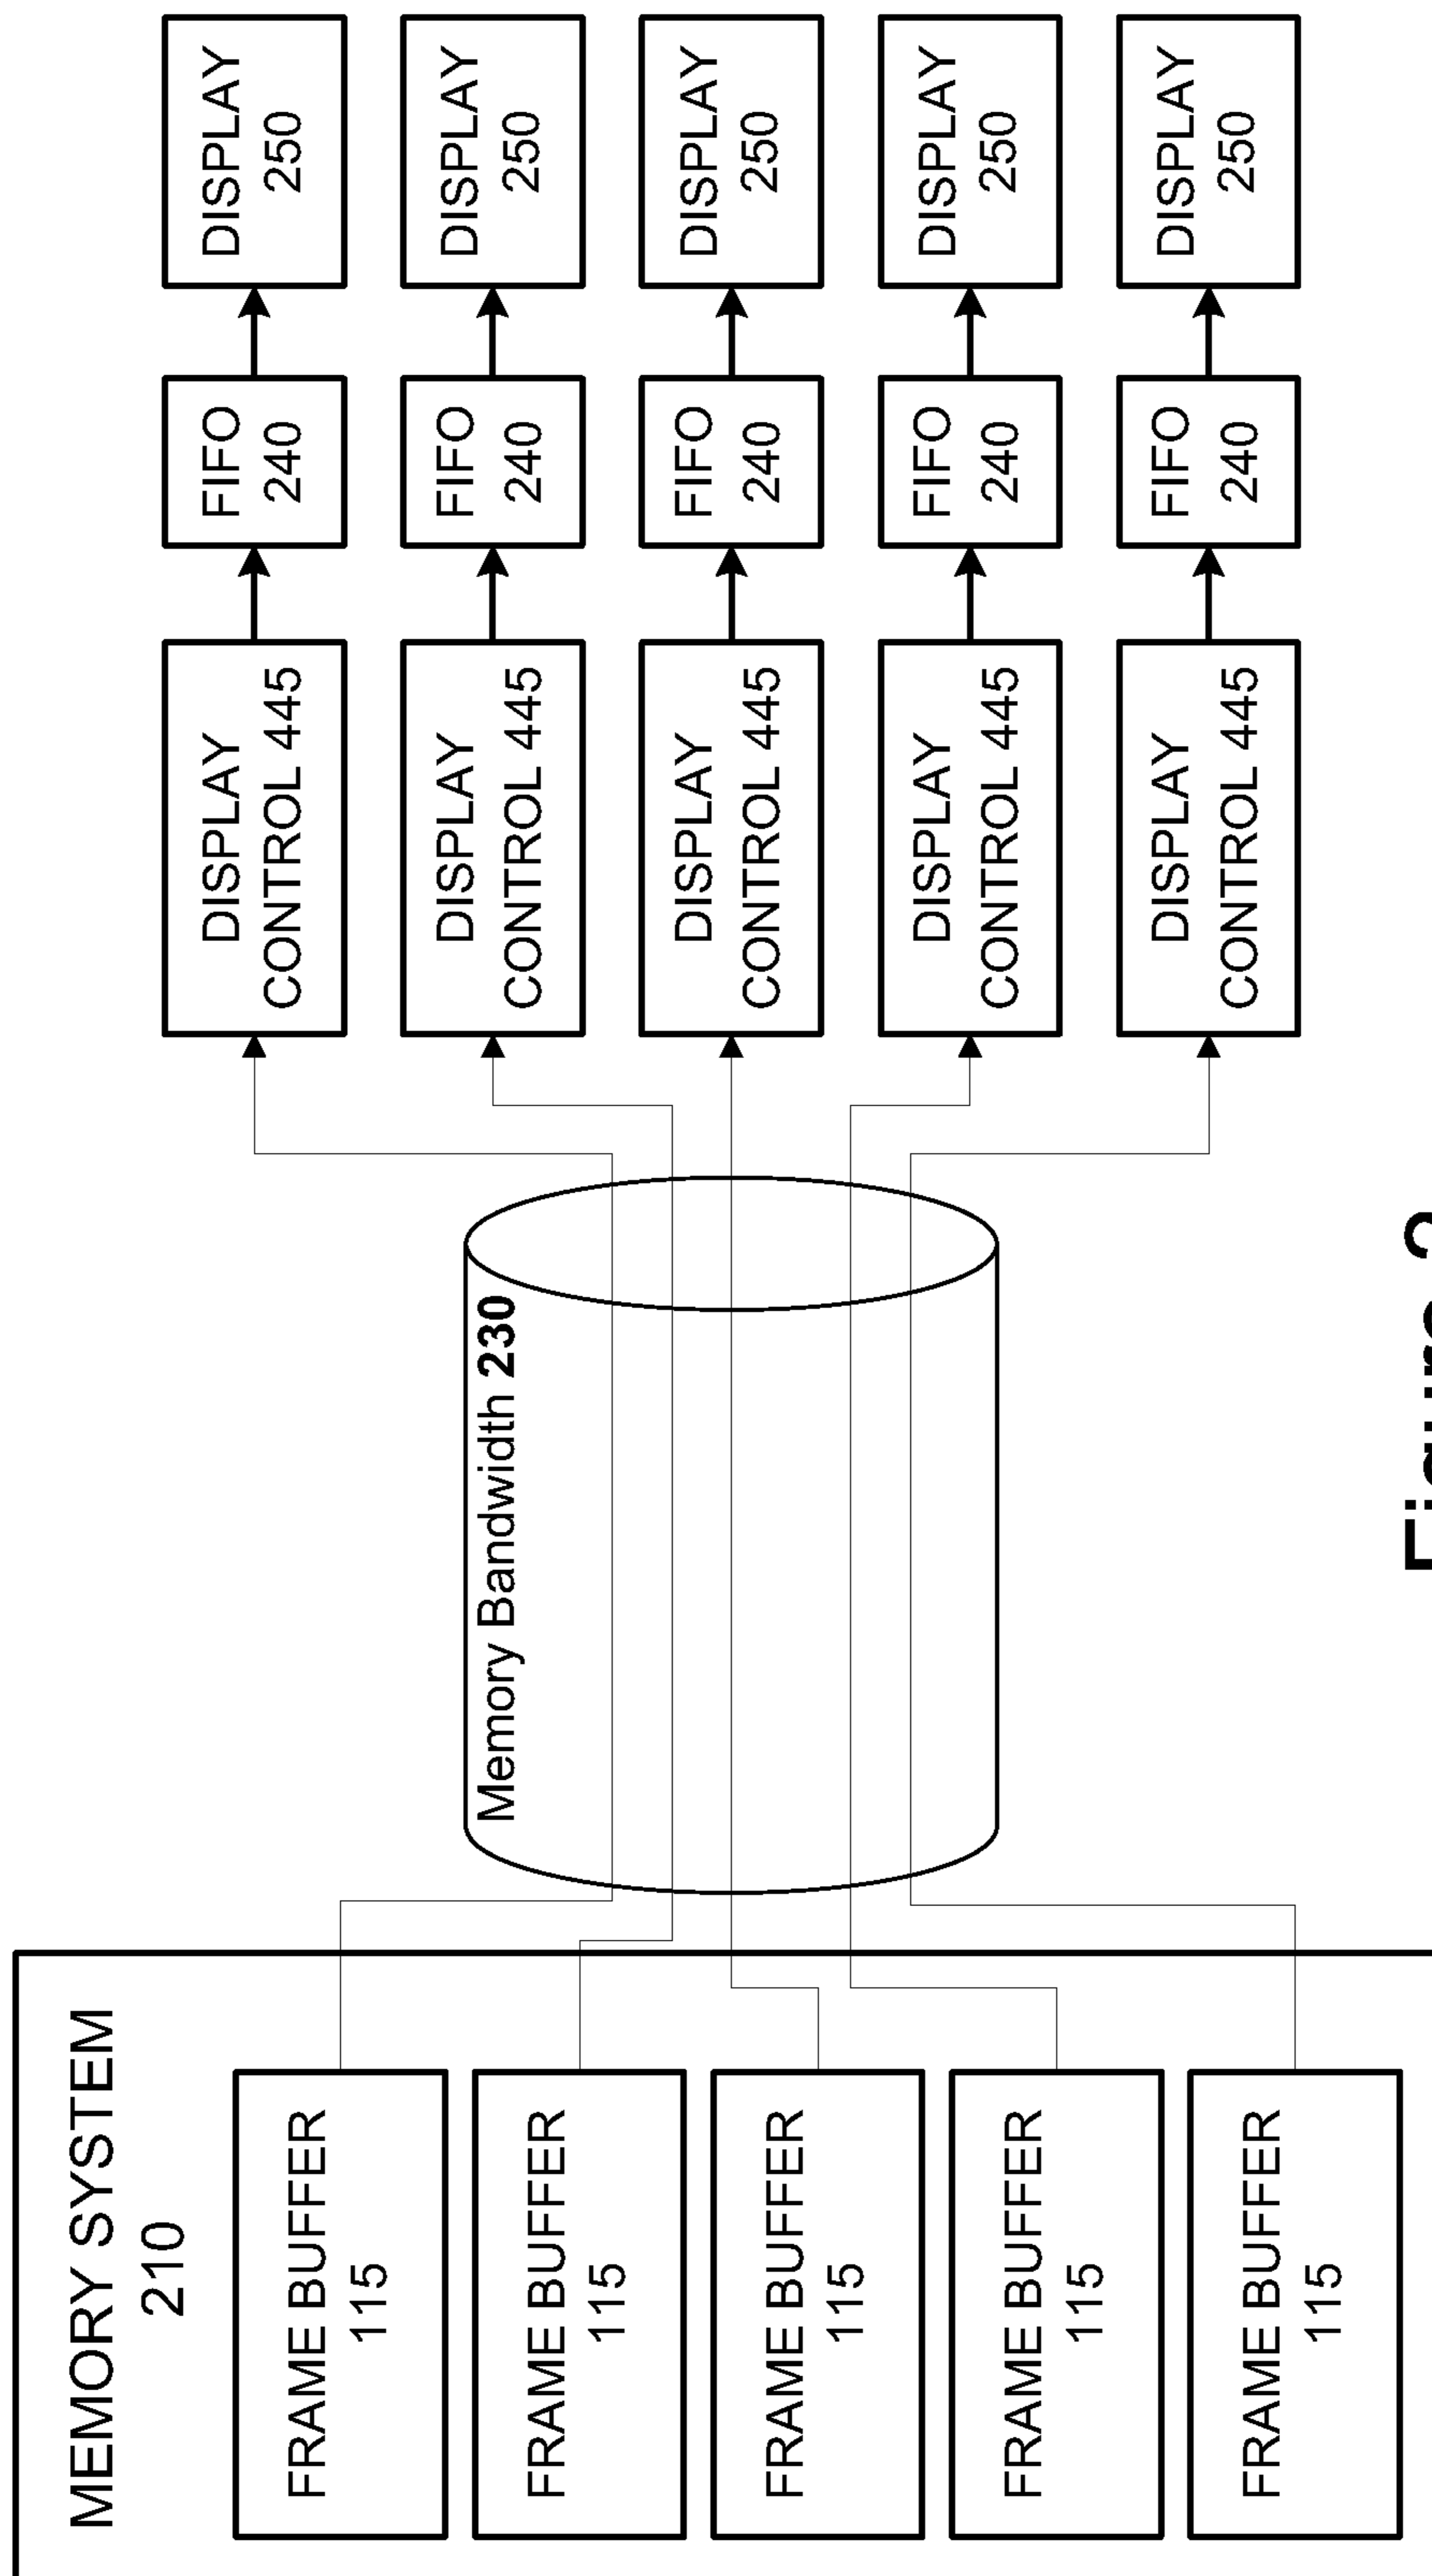 MEMORY SYSTEM
210
FRAME BUFFER
115
FRAME BUFFER
115
FRAME BUFFER
115
FRAME BUFFER
115
FRAME BUFFER
115
Memory Bandwidth 230
DISPLAY
CONTROL 445
DISPLAY
CONTROL 445
DISPLAY
CONTROL 445
DISPLAY
CONTROL 445
DISPLAY
CONTROL 445
FIFO
240
FIFO
240
FIFO
240
FIFO
240
FIFO
240
DISPLAY
250
DISPLAY
250
DISPLAY
250
DISPLAY
250
DISPLAY
250
Figure